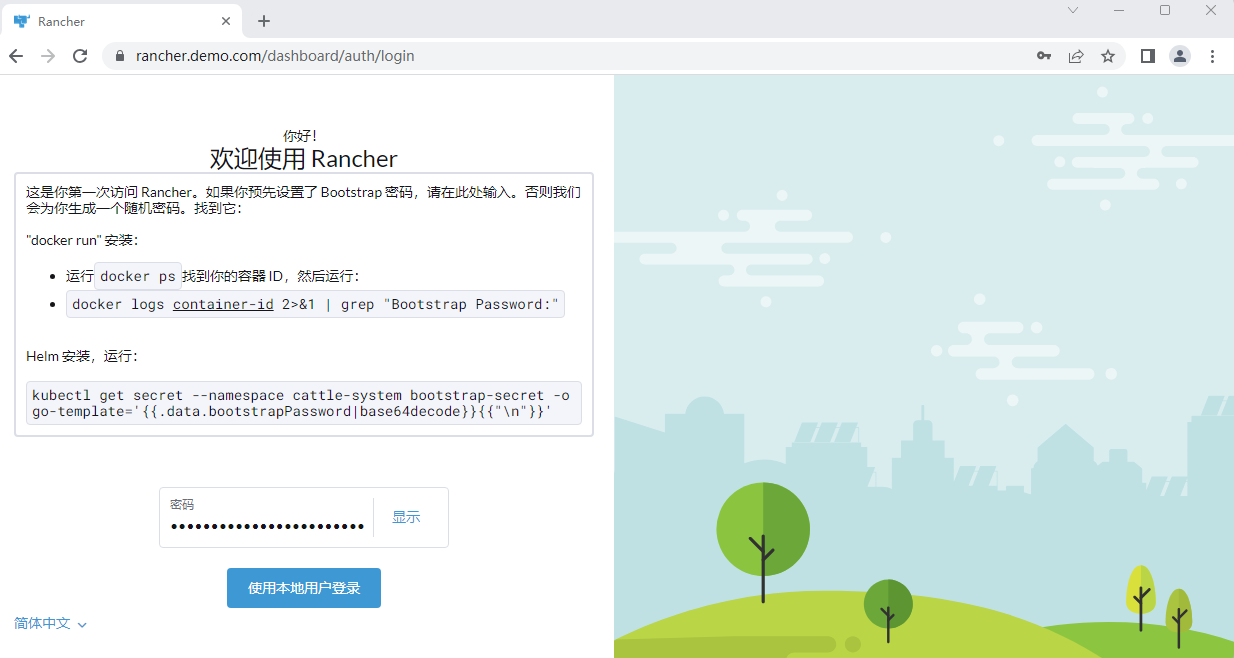 Rancher
rancher.demo.com/dashboard/auth/login
你好！
欢迎使用 Rancher
这是你第一次访问 Rancher。如果你预先设置了 Bootstrap 密码，请在此处输入。否则我们
会为你生成一个随机密码。找到它：
"docker run" 安装：
运行 docker ps 找到你的容器 ID，然后运行：
docker logs container-id 2>&1 | grep "Bootstrap Password:"
Helm 安装，运行：
kubectl get secret --namespace cattle-system bootstrap-secret -o
go-template='{{.data.bootstrapPassword|base64decode}}{{"\n"}}'
密码
显示
使用本地用户登录
简体中文